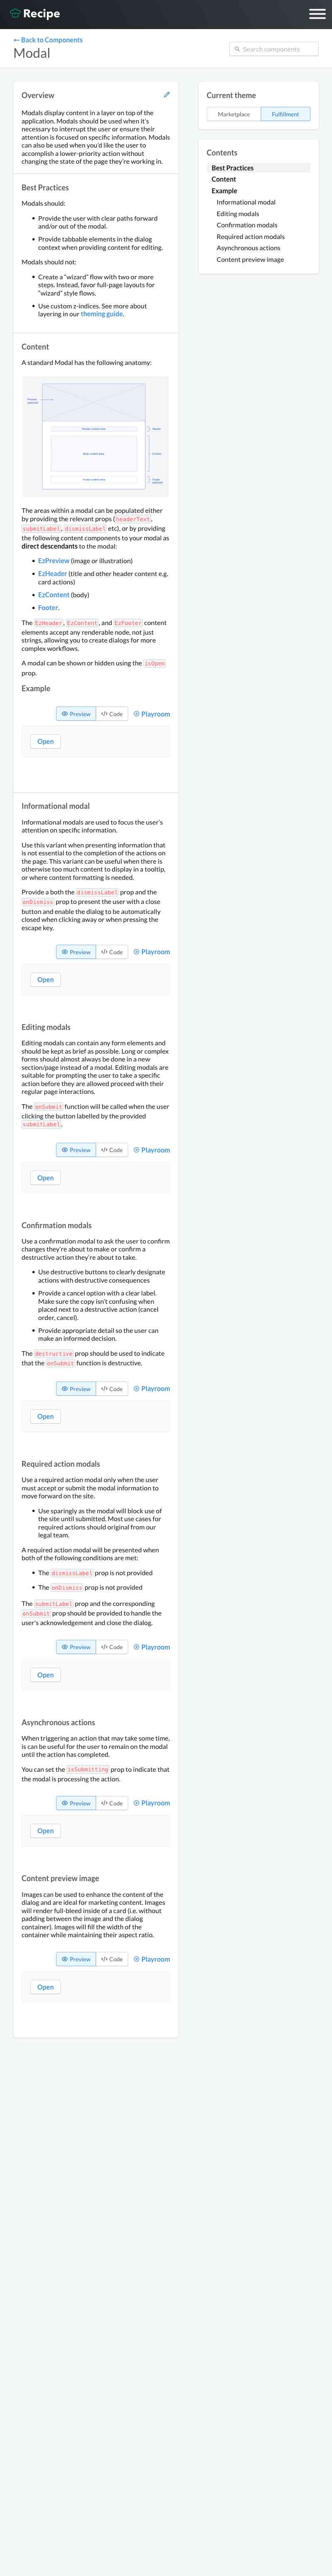 Recipe
← Back to Components
Modal
Search components
Overview
Modals display content in a layer on top of the
application. Modals should be used when it's
necessary to interrupt the user or ensure their
attention is focused on specific information. Modals
can also be used when you'd like the user to
accomplish a lower-priority action without
changing the state of the page they're working in.
Best Practices
Modals should:
• Provide the user with clear paths forward
and/or out of the modal.
• Provide tabbable elements in the dialog
when providing content for editing.
Modals should not:
• Create a "wizard" flow with two or more
steps. Instead, favor full-page layouts for
"wizard" style flows.
• Use custom z-indices. See more about
layering in our theming guide.
Content
A standard Modal has the following anatomy:
Preview
(optional)
Header content area
Header
Body content area
Content
Footer content area
Footer
(optional)
The areas within a modal can be populated either
by providing the relevant props (headerText,
submitLabel, dismissLabel etc), or by providing
the following content components to your modal as
direct descendants to the modal:
• EzPreview (image or illustration)
• EzHeader (title and other header content e.g.
card actions)
• EzContent (body)
• Footer.
The EzHeader, EzContent, and EzFooter content
elements accept any renderable node, not just
strings, allowing you to create dialogs for more
complex workflows.
A modal can be shown or hidden using the isOpen
prop.
Example
Preview
Code
Playroom
Open
Informational modal
Informational modals are used to focus the user's
attention on specific information.
Use this variant when presenting information that
is not essential to the completion of the actions on
the page. This variant can be useful when there is
otherwise too much content to display in a tooltip,
or where content formatting is needed.
Provide a both the dismissLabel prop and the
onDismiss prop to present the user with a close
button and enable the dialog to be automatically
closed when clicking away or when pressing the
escape key.
Preview
Code
Playroom
Open
Editing modals
Editing modals can contain any form elements and
should be kept as brief as possible. Long or complex
forms should almost always be done in a new
section/page instead of a modal. Editing modals are
suitable for prompting the user to take a specific
action before they are allowed proceed with their
regular page interactions.
The onSubmit function will be called when the user
clicking the button labelled by the provided
submitLabel.
Preview
Code
Playroom
Open
Confirmation modals
Use a confirmation modal to ask the user to confirm
changes they're about to make or confirm a
destructive action they're about to take.
• Use destructive buttons to clearly designate
actions with destructive consequences
• Provide a cancel option with a clear label.
Make sure the copy isn't confusing when
placed next to a destructive action (cancel
order, cancel).
• Provide appropriate detail so the user can
make an informed decision.
The destructive prop should be used to indicate
that the onSubmit function is destructive.
Preview
Code
Playroom
Open
Required action modals
Use a required action modal only when the user
must accept or submit the modal information to
move forward on the site.
• Use sparingly as the modal will block use of
the site until submitted. Most use cases for
required actions should original from our
legal team.
A required action modal will be presented when
both of the following conditions are met:
• The dismissLabel prop is not provided
• The onDismiss prop is not provided
The submitLabel prop and the corresponding
onSubmit prop should be provided to handle the
user's acknowledgement and close the dialog.
Preview
Code
Playroom
Open
Asynchronous actions
When triggering an action that may take some time,
is can be useful for the user to remain on the modal
until the action has completed.
You can set the isSubmitting prop to indicate that
the modal is processing the action.
Preview
Code
Playroom
Open
Content preview image
Images can be used to enhance the content of the
dialog and are ideal for marketing content. Images
will render full-bleed inside of a card (i.e. without
padding between the image and the dialog
container). Images will fill the width of the
container while maintaining their aspect ratio.
Preview
Code
Playroom
Open
Current theme
Marketplace
Fulfillment
Contents
Best Practices
Content
Example
Informational modal
Editing modals
Confirmation modals
Required action modals
Asynchronous actions
Content preview image